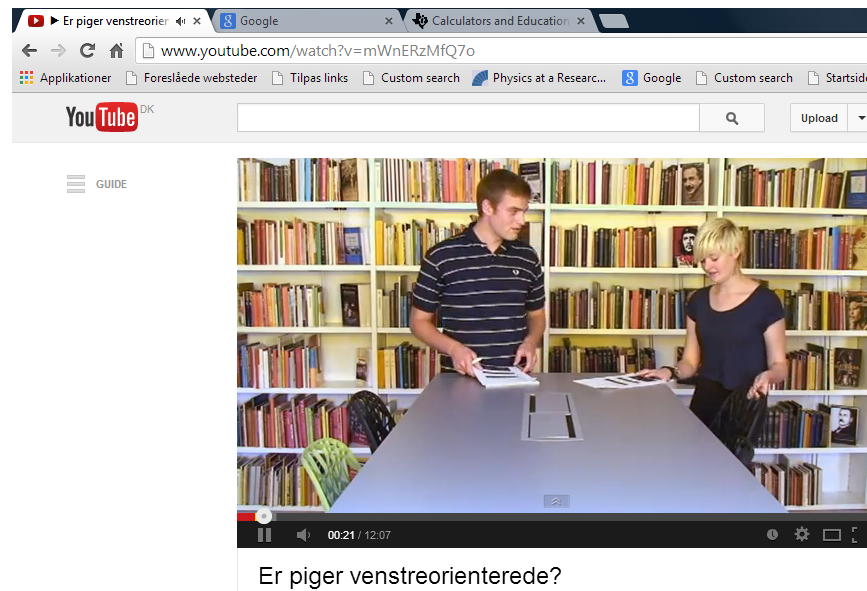 Er piger venstreorier
Google
Calculators and Education
www.youtube.com/watch?v=mWnERzMfQ7o
Applikationer
Foreslåede websteder
Tilpas links
Custom search
Physics at a Researc...
Google
Custom search
Startside
YouTube DK
Upload
GUIDE
00:21 / 12:07
Er piger venstreorienterede?